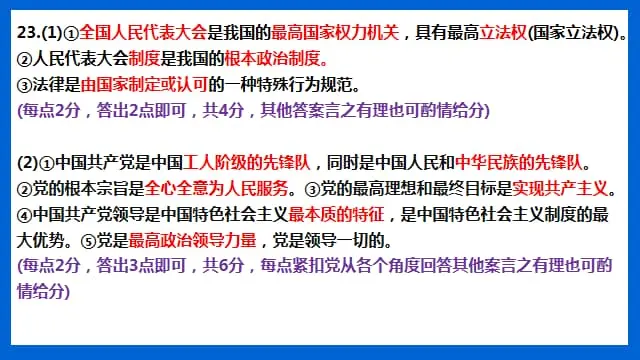 23.(1)①全国人民代表大会是我国的最高国家权力机关，具有最高立法权(国家立法权)。
②人民代表大会制度是我国的根本政治制度。
③法律是由国家制定或认可的一种特殊行为规范。
(每点2分，答出2点即可，共4分，其他答案言之有理也可酌情给分)
(2)①中国共产党是中国工人阶级的先锋队，同时是中国人民和中华民族的先锋队。
②党的根本宗旨是全心全意为人民服务。③党的最高理想和最终目标是实现共产主义。
④中国共产党领导是中国特色社会主义最本质的特征，是中国特色社会主义制度的最
大优势。⑤党是最高政治领导力量，党是领导一切的。
(每点2分，答出3点即可，共6分，每点紧扣党从各个角度回答其他案言之有理也可酌
情给分)